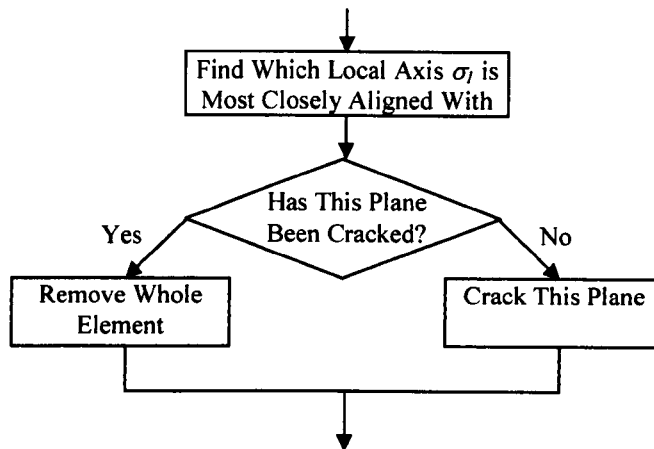 Find Which Local Axis σ_I is
Most Closely Aligned With
Has This Plane
Been Cracked?
Yes
No
Remove Whole
Element
Crack This Plane